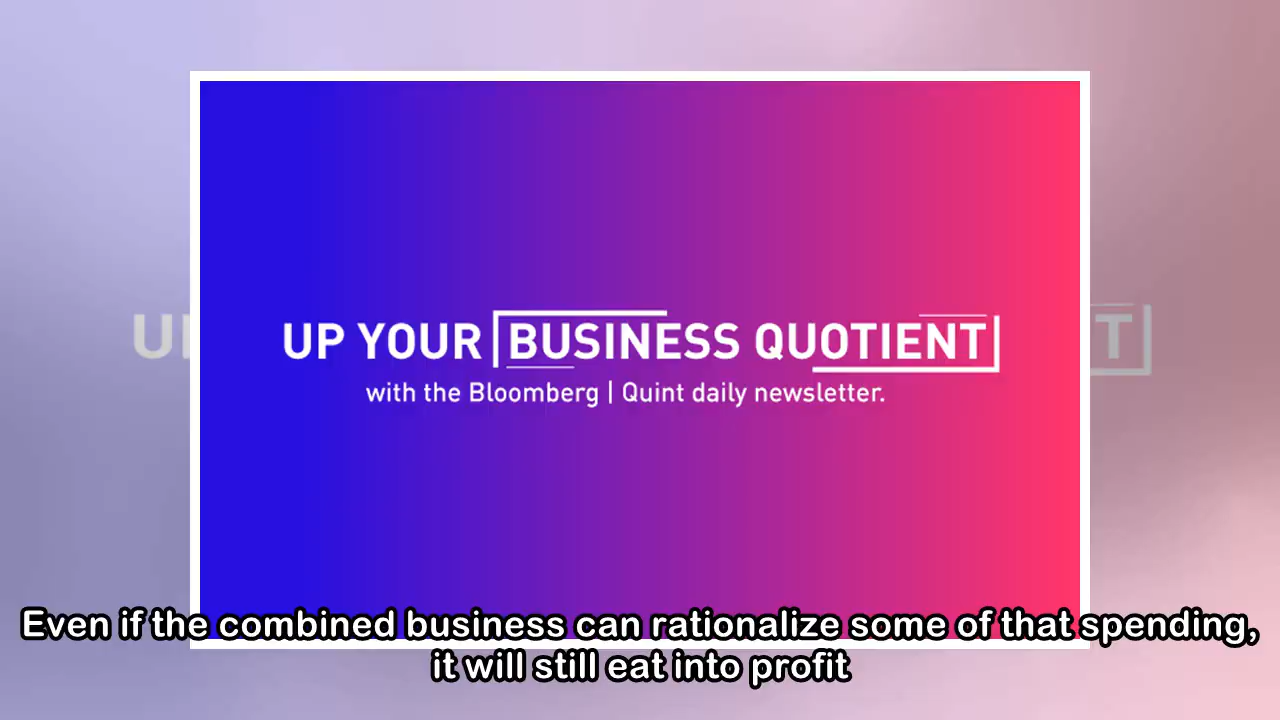 UP YOUR BUSINESS QUOTIENT
with the Bloomberg | Quint daily newsletter.
Even if the combined business can rationalize some of that spending,
it will still eat into profit